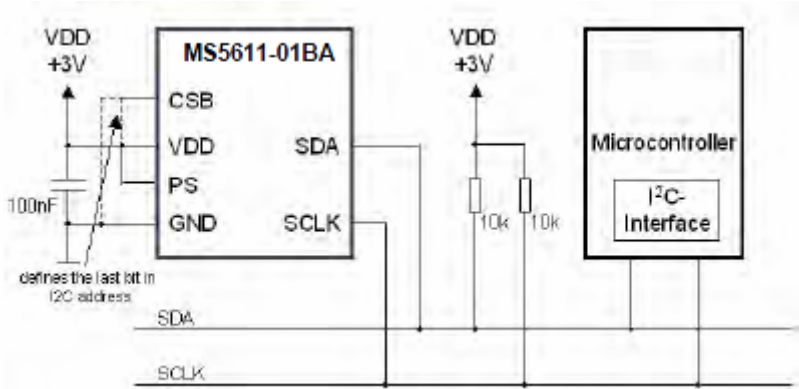 VDD
+3V
MS5611-01BA
CSB
VDD
PS
GND
SDA
SCLK
100nF
defines the last bit in
I2C address
VDD
+3V
10k
10k
Microcontroller
I²C-
Interface
SDA
SCLK